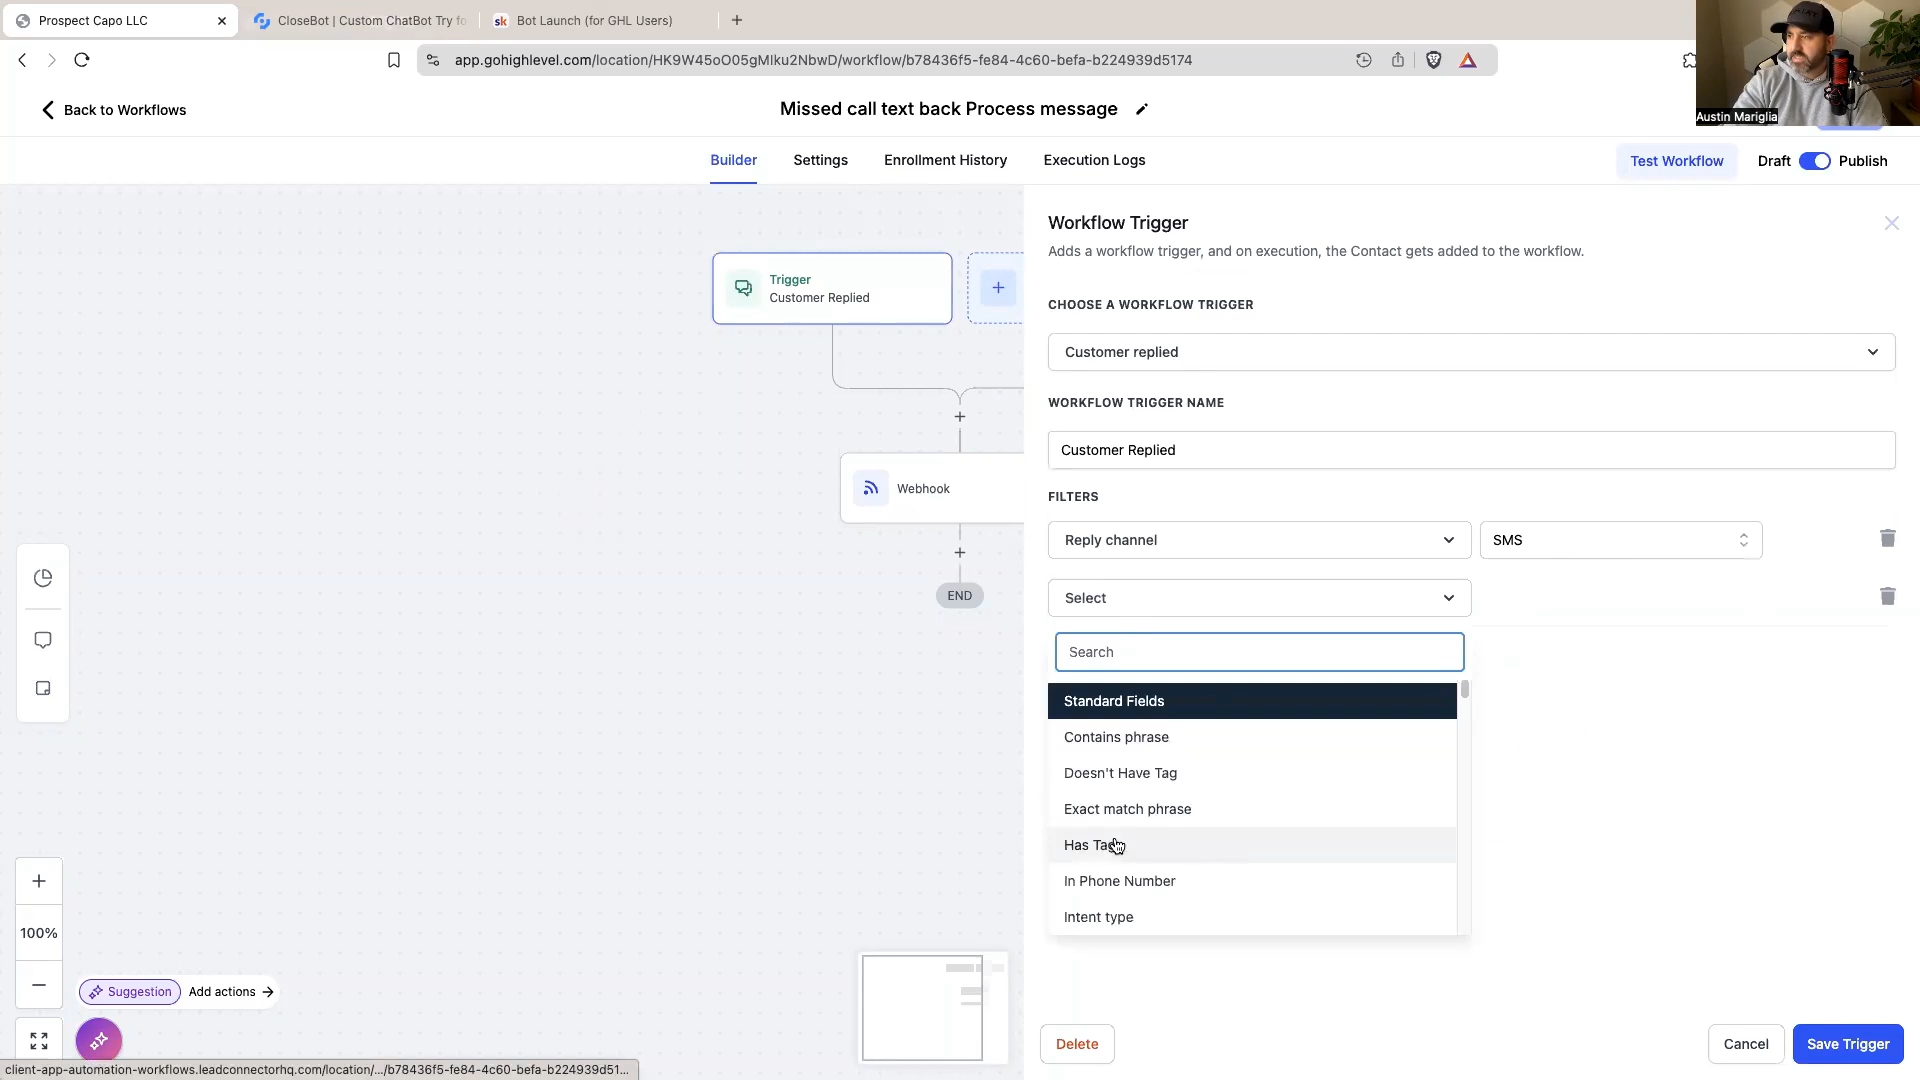 Prospect Capo LLC
CloseBot | Custom ChatBot Try fo
sk
Bot Launch (for GHL Users)
app.gohighlevel.com/location/HK9W45oO05gMIku2NbwD/workflow/b78436f5-fe84-4c60-befa-b224939d5174
Austin Mariglia
Back to Workflows
Missed call text back Process message
Builder
Settings
Enrollment History
Execution Logs
Test Workflow
Draft
Publish
Workflow Trigger
Adds a workflow trigger, and on execution, the Contact gets added to the workflow.
Trigger
Customer Replied
CHOOSE A WORKFLOW TRIGGER
Customer replied
WORKFLOW TRIGGER NAME
Customer Replied
Webhook
FILTERS
Reply channel
SMS
END
Select
Search
Standard Fields
Contains phrase
Doesn't Have Tag
Exact match phrase
Has Tag
In Phone Number
Intent type
100%
Suggestion
Add actions
Delete
Cancel
Save Trigger
client-app-automation-workflows.leadconnectorhq.com/location/.../b78436f5-fe84-4c60-befa-b224939d51...